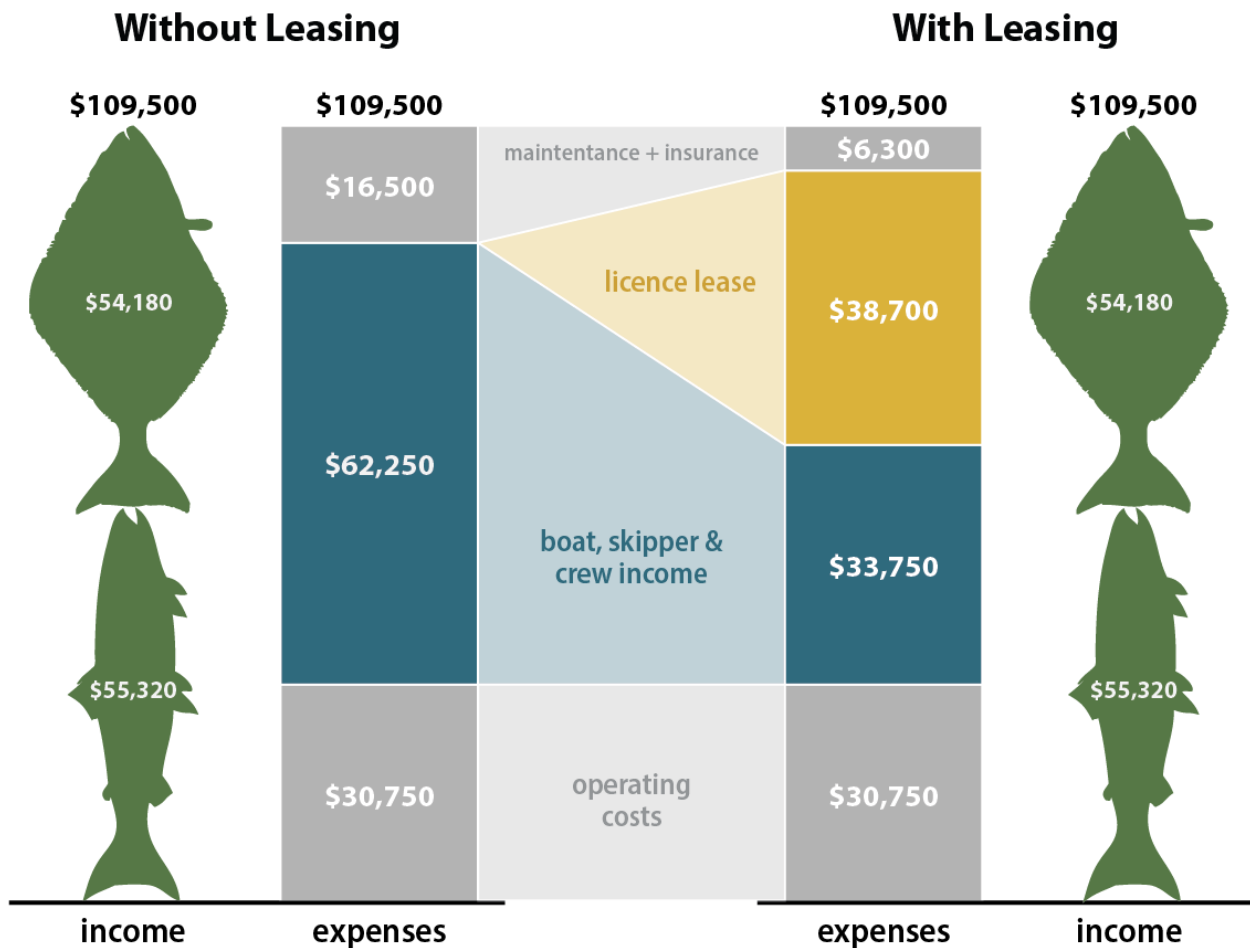 Without Leasing
With Leasing
$109,500
$109,500
$109,500
$109,500
maintentance + insurance
$6,300
$16,500
licence lease
$54,180
$38,700
$54,180
$62,250
boat, skipper &
crew income
$33,750
$55,320
$55,320
operating
costs
$30,750
$30,750
income
expenses
expenses
income